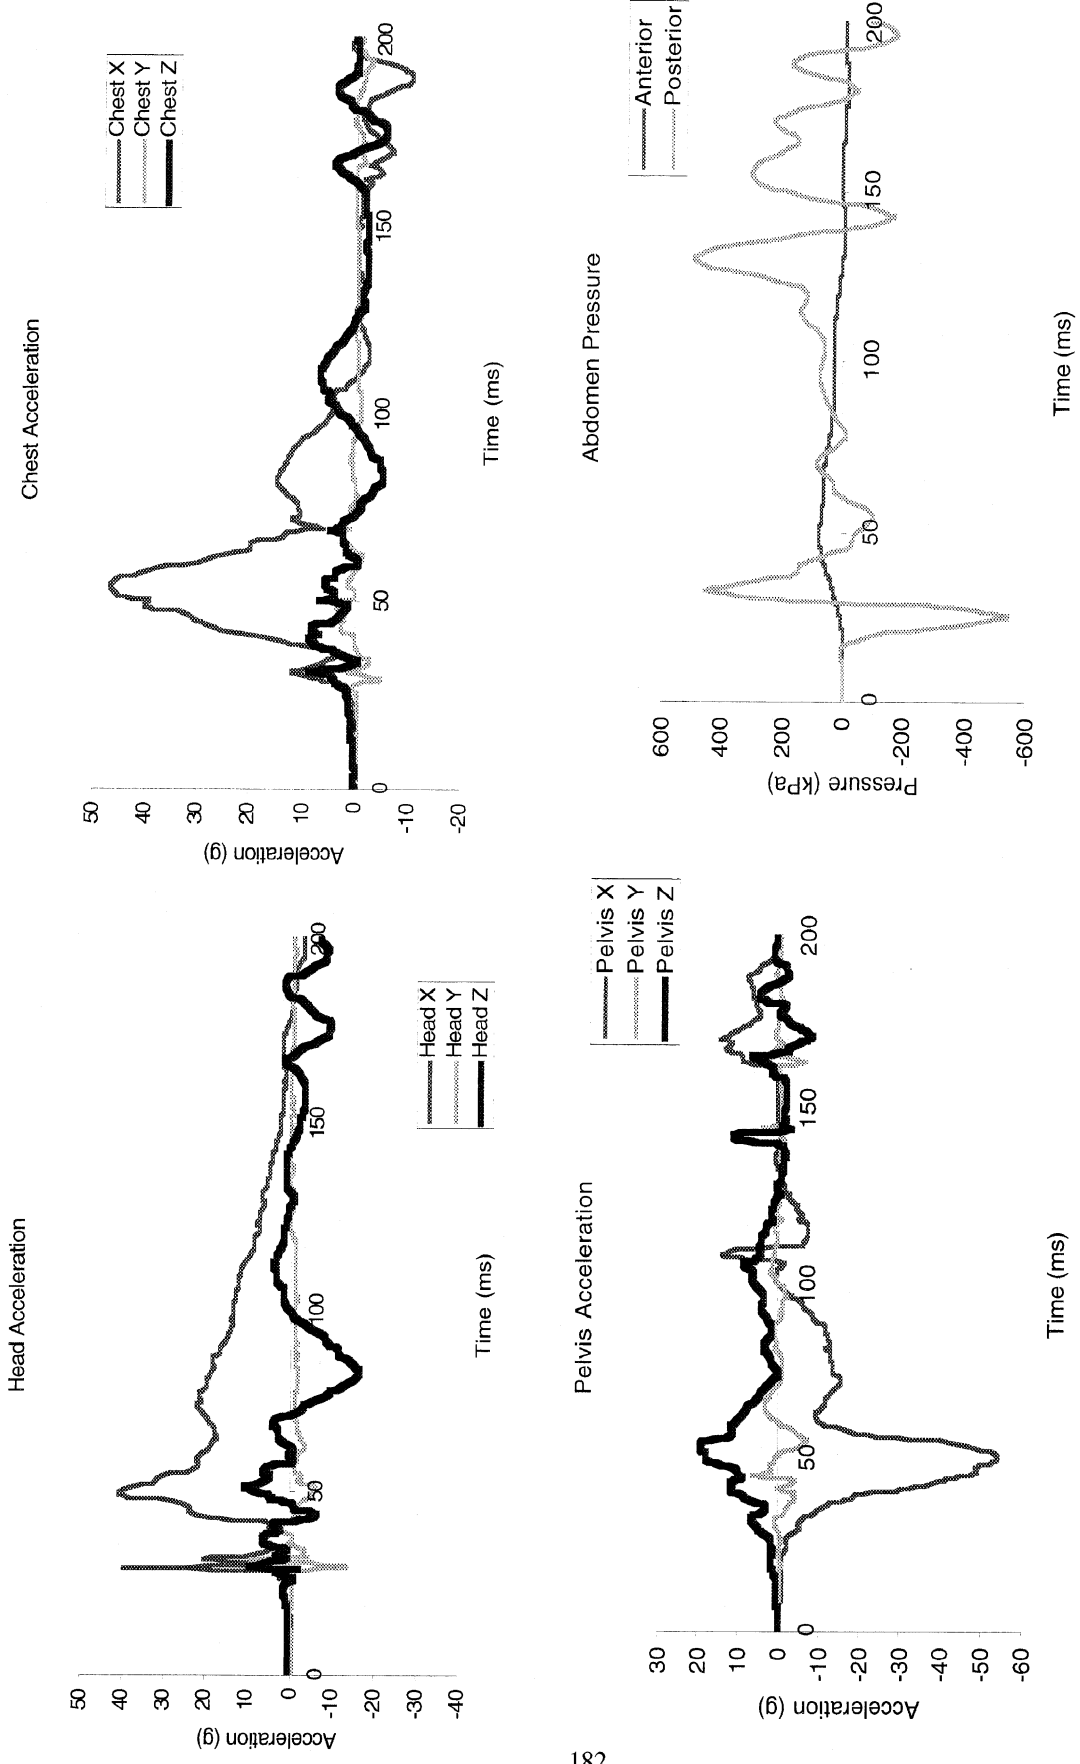 Head Acceleration
50
40
30
20
10
0
-10
-20
-30
-40
Acceleration
(g)
0
50
100
150
200
Time (ms)
Head X
Head Y
Head Z
Chest Acceleration
50
40
30
20
10
0
-10
-20
Acceleration (g)
0
50
100
150
200
Time (ms)
Chest X
Chest Y
Chest Z
Pelvis Acceleration
30
20
10
0
-10
-20
-30
-40
-50
-60
Acceleration (g)
0
50
100
150
200
Time (ms)
Pelvis X
Pelvis Y
Pelvis Z
Abdomen Pressure
600
400
200
0
-200
-400
-600
Pressure (kPa)
0
50
100
150
200
Time (ms)
Anterior
Posterior
182